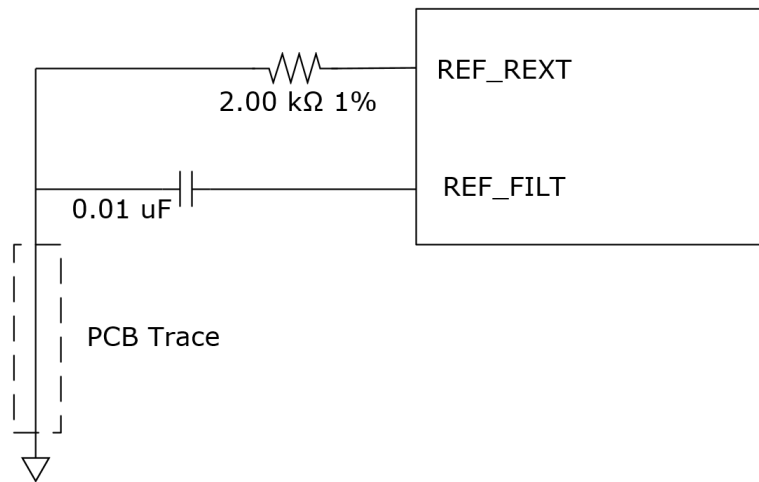 REF_REXT
2.00 kΩ 1%
REF_FILT
0.01 uF
PCB Trace